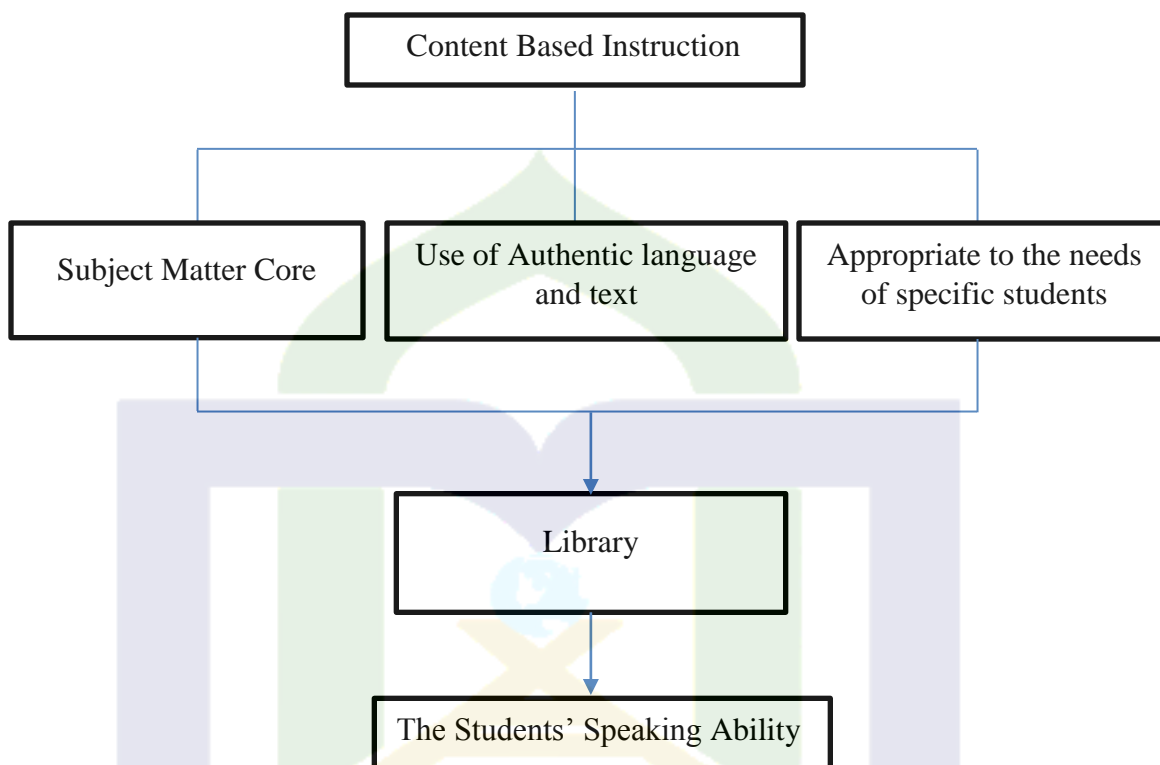 Content Based Instruction
Subject Matter Core
Use of Authentic language
and text
Appropriate to the needs
of specific students
Library
The Students' Speaking Ability